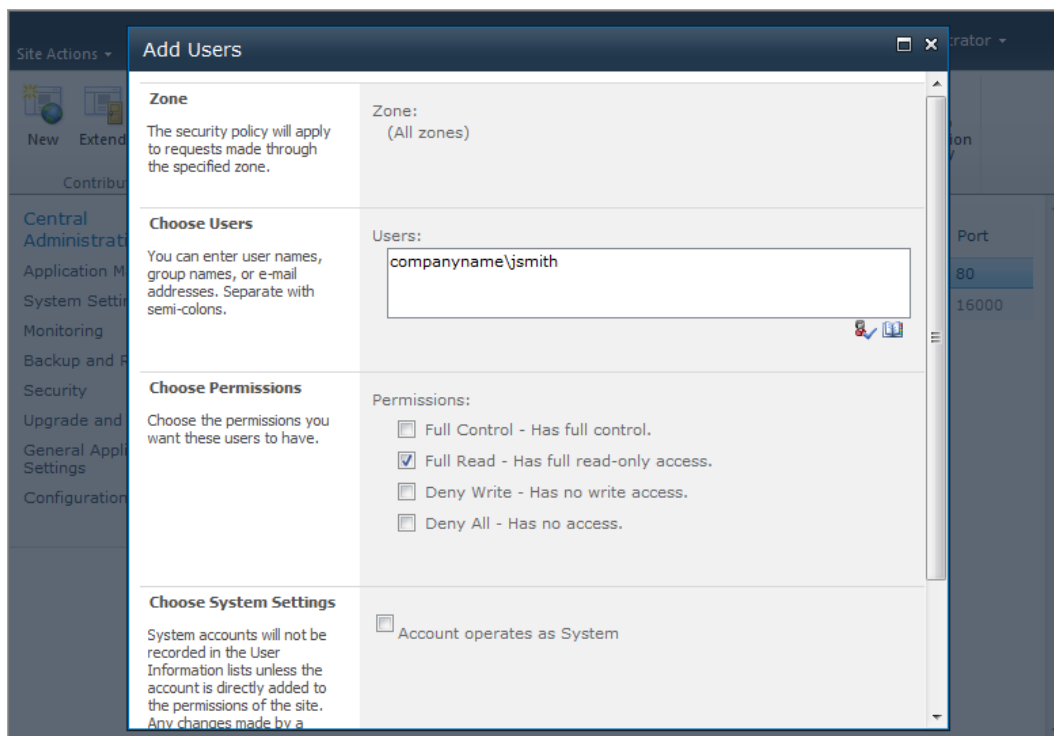 Site Actions
Add Users
trator
New
Extend
ion
Contribu
Zone
The security policy will apply
to requests made through
the specified zone.
Zone:
(All zones)
Central
Administrati
Application M
System Settin
Monitoring
Backup and R
Security
Upgrade and
General Appli
Settings
Configuration
Choose Users
You can enter user names,
group names, or e-mail
addresses. Separate with
semi-colons.
Users:
companyname\jsmith
Port
80
16000
Choose Permissions
Choose the permissions you
want these users to have.
Permissions:
Full Control - Has full control.
Full Read - Has full read-only access.
Deny Write - Has no write access.
Deny All - Has no access.
Choose System Settings
System accounts will not be
recorded in the User
Information lists unless the
account is directly added to
the permissions of the site.
Any changes made by a
Account operates as System